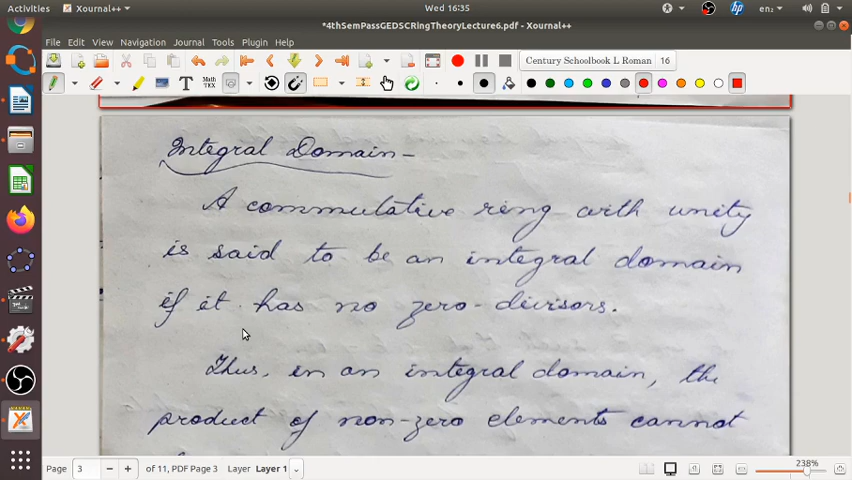 Activities
Xournal++
Wed 16:35
en₂
*4thSemPassGEDSCRingTheoryLecture6.pdf - Xournal++
File Edit View Navigation Journal Tools Plugin Help
Century Schoolbook L Roman 16
Integral Domain -
A commutative ring with unity
is said to be an integral domain
if it has no zero-divisors.
Thus, in an integral domain, the
product of non-zero elements cannot
Page 3 of 11, PDF Page 3 Layer Layer 1 238%